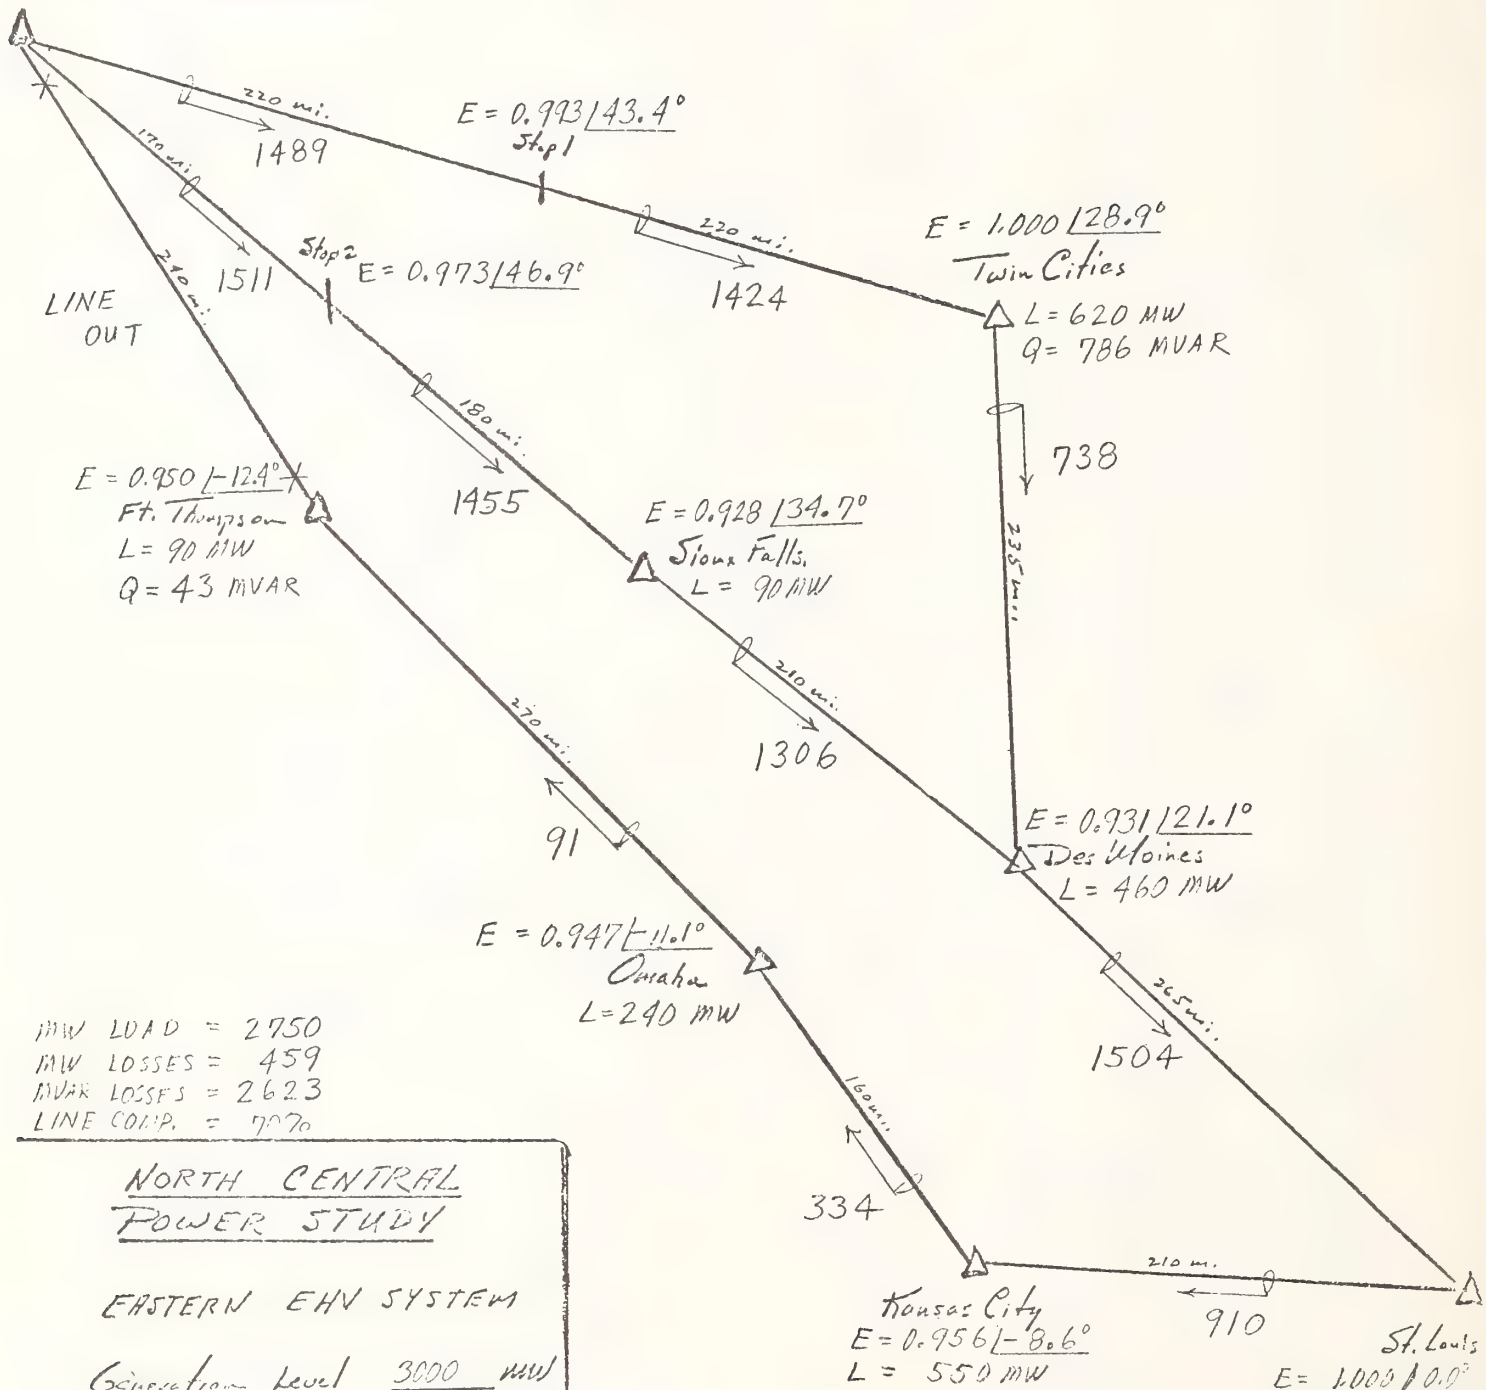 220 mi.
1489
E = 0.993 /43.4°
Stop 1
170 mi.
1511
Stop 2
E = 0.973 /46.9°
220 mi.
1424
E = 1.000 /28.9°
Twin Cities
L = 620 MW
Q = 786 MVAR
240 mi.
LINE
OUT
180 mi.
1455
738
235 mi.
E = 0.950 /-12.4°
Ft. Thompson
L = 90 MW
Q = 43 MVAR
E = 0.928 /34.7°
Sioux Falls
L = 90 MW
210 mi.
1306
270 mi.
91
E = 0.931 /21.1°
Des Moines
L = 460 MW
E = 0.947 /-11.1°
Omaha
L = 240 MW
265 mi.
1504
160 mi.
334
MW LOAD = 2750
MW LOSSES = 459
MVAR LOSSES = 2623
LINE COMP. =
NORTH CENTRAL
POWER STUDY
EASTERN EHV SYSTEM
Generation Level 3000 MW
210 mi.
910
Kansas City
E = 0.956 /-8.6°
L = 550 MW
St. Louis
E = 1.000 /0.0°